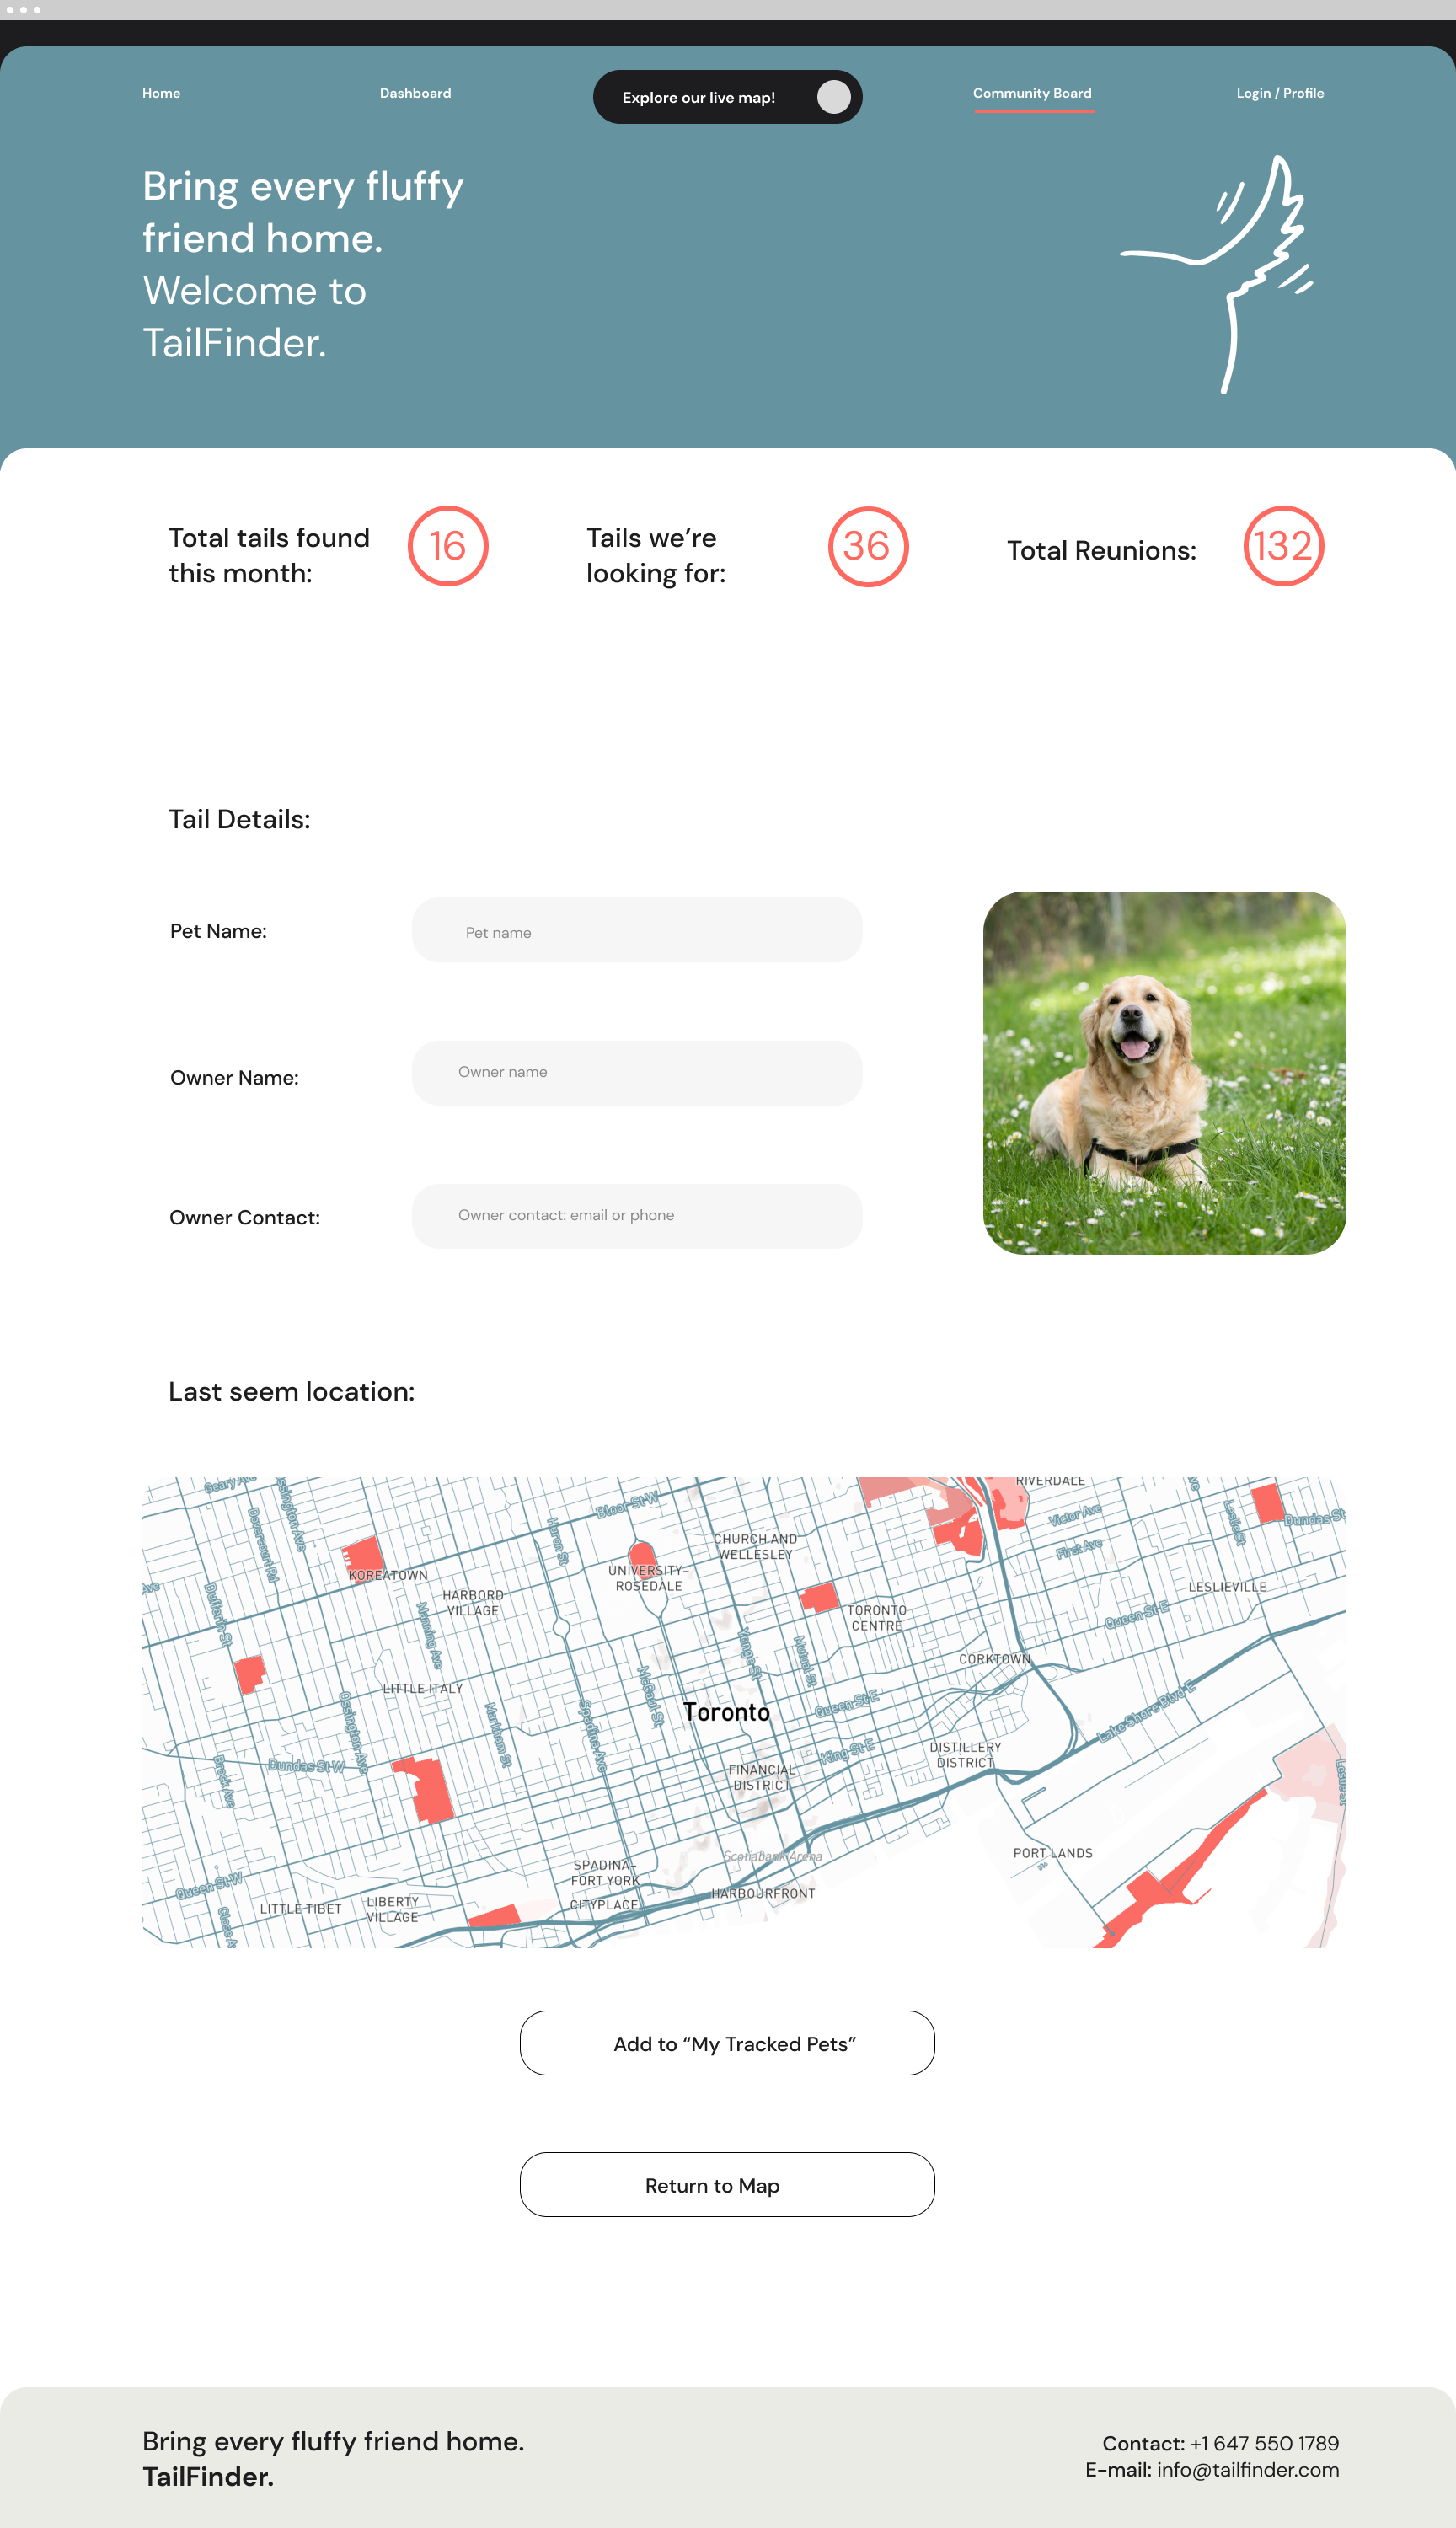 Home
Dashboard
Explore our live map!
Community Board
Login / Profile
Bring every fluffy
friend home.
Welcome to
TailFinder.
Total tails found
this month:
16
Tails we’re
looking for:
36
Total Reunions:
132
Tail Details:
Pet Name:
Pet name
Owner Name:
Owner name
Owner Contact:
Owner contact: email or phone
Last seem location:
Geary Ave
Dovercourt Rd
Bloor St W
Huron St
CHURCH AND
WELLESLEY
RIVERDALE
Victor Ave
First Ave
Leslie St
Dundas St
KOREATOWN
HARBORD
VILLAGE
UNIVERSITY-
ROSEDALE
LESLIEVILLE
Ave
Dufferin St
Manning Ave
TORONTO
CENTRE
Queen St E
Yonge St
Mutual St
CORKTOWN
LITTLE ITALY
McCaul St
Ossington Ave
Markham St
Spadina Ave
Toronto
Queen St E
Lake Shore Blvd E
King St E
DISTILLERY
DISTRICT
Dundas St W
Brock Ave
FINANCIAL
DISTRICT
Scotiabank Arena
PORT LANDS
SPADINA-
FORT YORK
Queen St W
LITTLE TIBET
LIBERTY
VILLAGE
CITYPLACE
HARBOURFRONT
Add to “My Tracked Pets”
Return to Map
Bring every fluffy friend home.
TailFinder.
Contact: +1 647 550 1789
E-mail: info@tailfinder.com